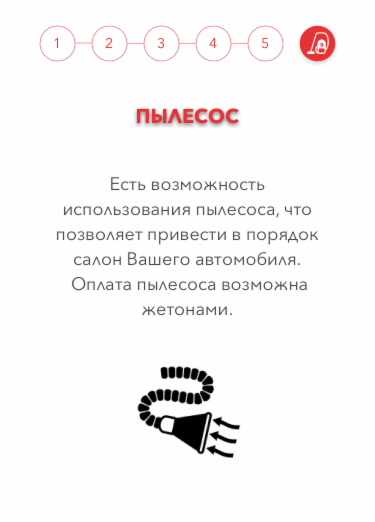 1 2 3 4 5
ПЫЛЕСОС
Есть возможность
использования пылесоса, что
позволяет привести в порядок
салон Вашего автомобиля.
Оплата пылесоса возможна
жетонами.